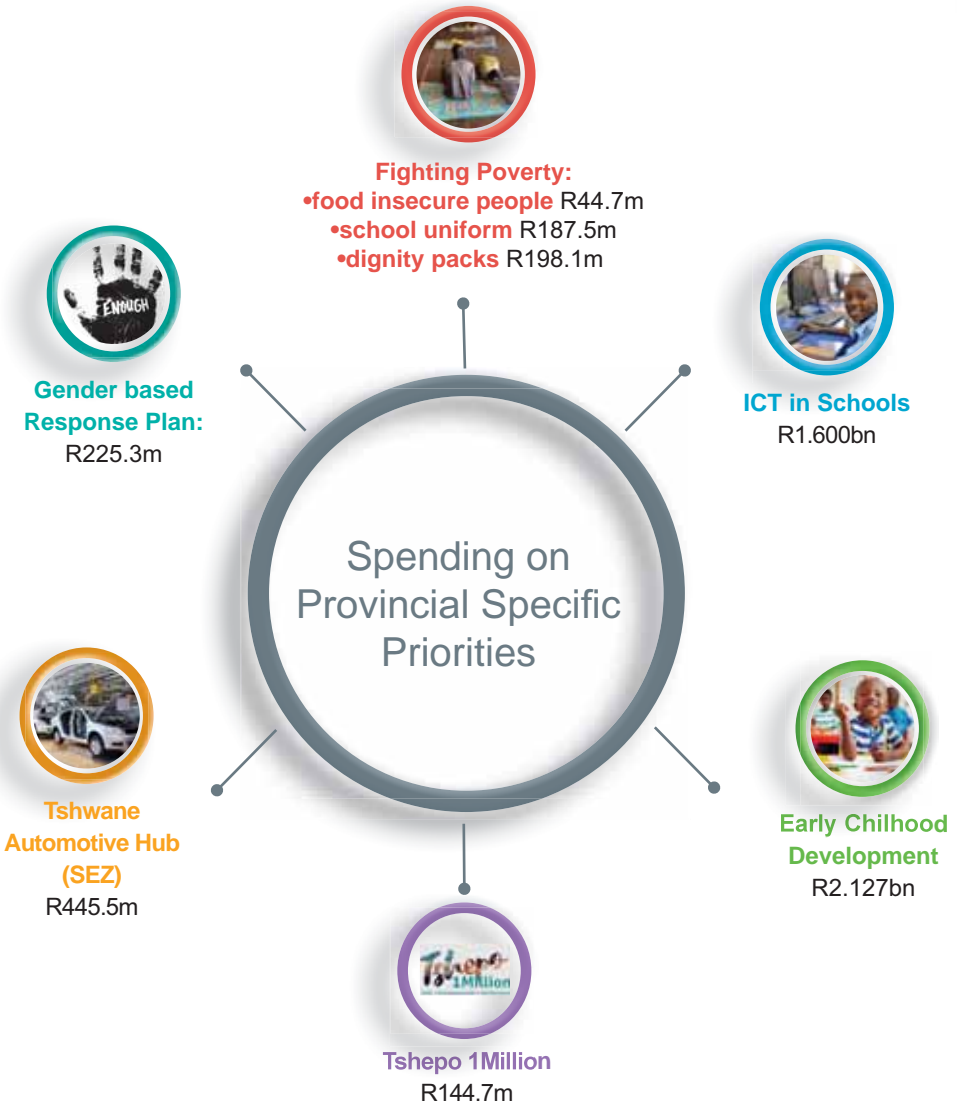 Fighting Poverty:
•food insecure people R44.7m
•school uniform R187.5m
•dignity packs R198.1m
ENOUGH
Gender based
Response Plan:
R225.3m
ICT in Schools
R1.600bn
Spending on
Provincial Specific
Priorities
Tshwane
Automotive Hub
(SEZ)
R445.5m
Early Chilhood
Development
R2.127bn
Tshepo
1Million
Tshepo 1Million
R144.7m